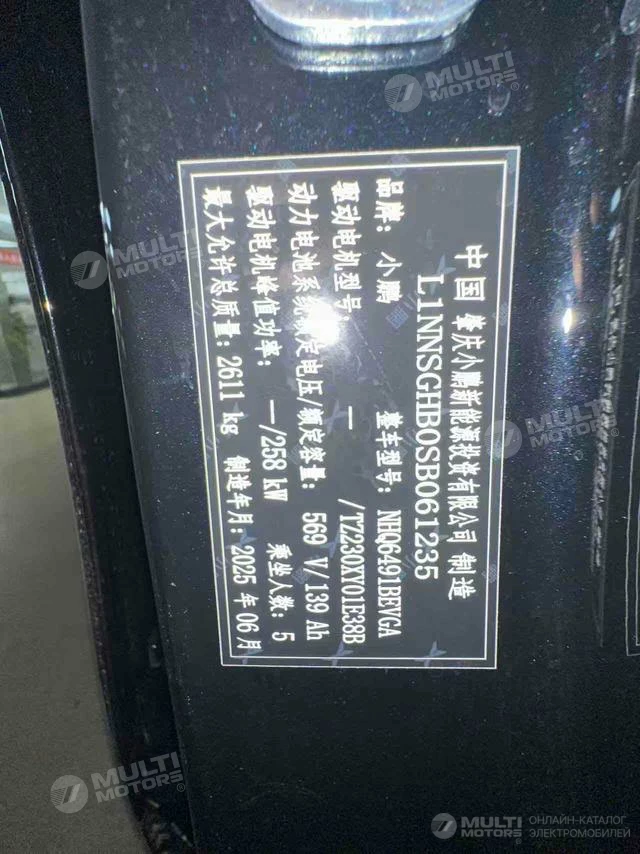 中国 肇庆小鹏新能源投资有限公司 制造
L1NNSGHB0SB061235
品牌： 小鹏 整车型号： NHQ6491BEVGA
驱动电机型号： — /TZ230XY01E38B
动力电池系统额定电压/额定容量： 569 V/139 Ah
驱动电机峰值功率： —/258 kW 乘坐人数： 5
最大允许总质量： 2611 kg 制造年月： 2025 年 06 月
MULTI MOTORS
MULTI MOTORS
MULTI MOTORS
MULTI MOTORS
MULTI MOTORS
ОНЛАЙН-КАТАЛОГ
ЭЛЕКТРОМОБИЛЕЙ